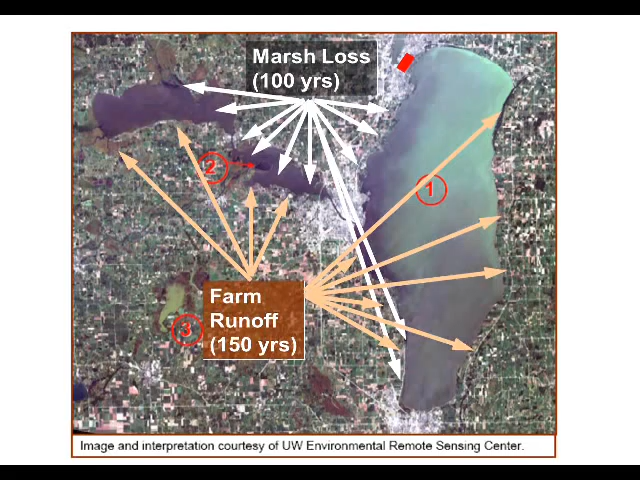 Marsh Loss
(100 yrs)
2
1
Farm
Runoff
(150 yrs)
3
Image and interpretation courtesy of UW Environmental Remote Sensing Center.